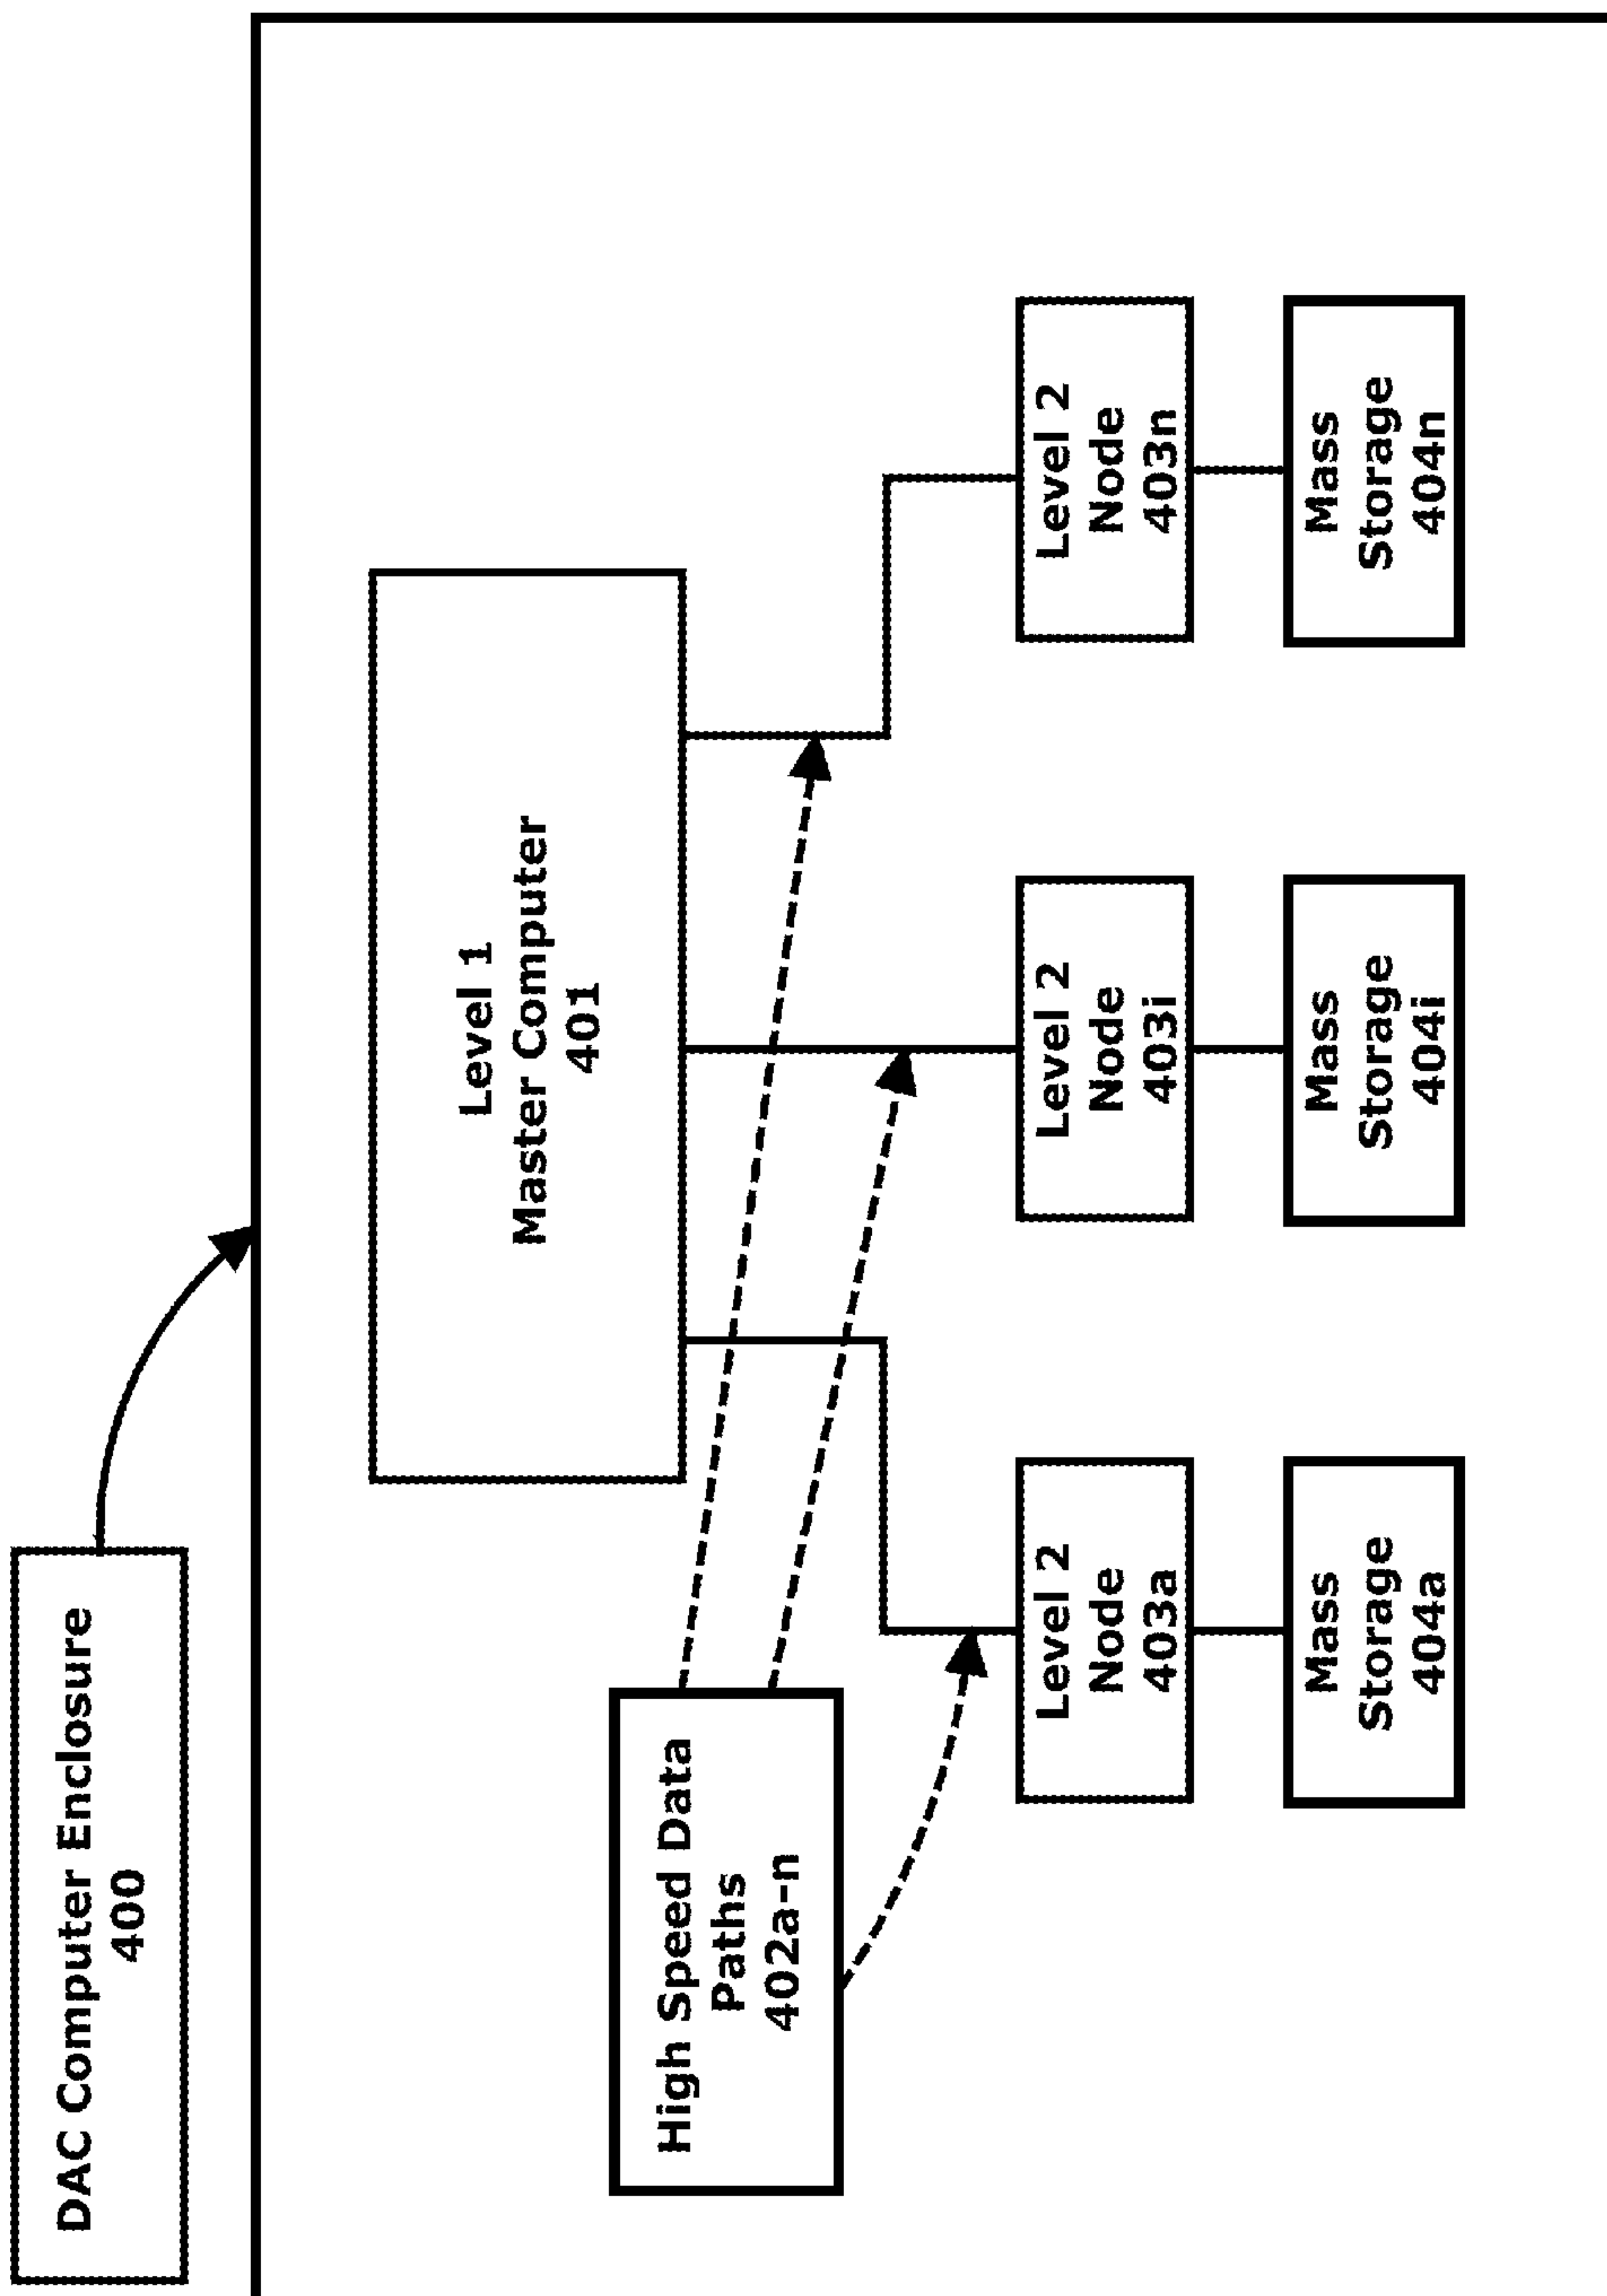 DAC Computer Enclosure
400
Level 1
Master Computer
401
High Speed Data
Paths
402a-n
Level 2
Node
403a
Level 2
Node
403i
Level 2
Node
403n
Mass
Storage
404a
Mass
Storage
404i
Mass
Storage
404n